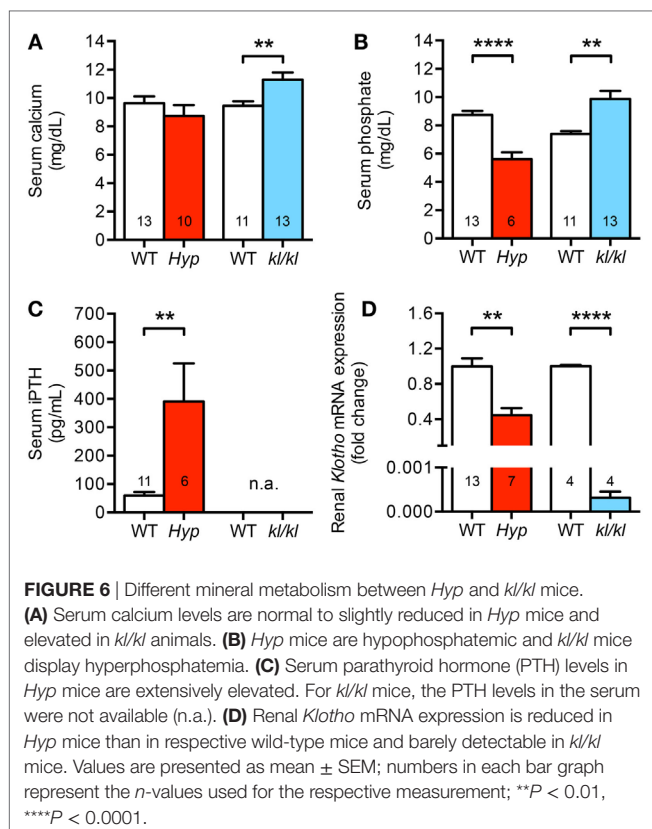 A
14
12
10
8
6
4
2
0
Serum calcium
(mg/dL)
**
13
10
11
13
WT
Hyp
WT
kl/kl
B
14
12
10
8
6
4
2
0
Serum phosphate
(mg/dL)
****
**
13
6
11
13
WT
Hyp
WT
kl/kl
C
700
600
500
400
300
200
100
0
Serum iPTH
(pg/mL)
**
11
6
n.a.
WT
Hyp
WT
kl/kl
D
1.6
1.2
0.8
0.4
0.001
0.000
Renal Klotho mRNA expression
(fold change)
**
****
13
7
4
4
WT
Hyp
WT
kl/kl
FIGURE 6 | Different mineral metabolism between Hyp and kl/kl mice.
(A) Serum calcium levels are normal to slightly reduced in Hyp mice and
elevated in kl/kl animals. (B) Hyp mice are hypophosphatemic and kl/kl mice
display hyperphosphatemia. (C) Serum parathyroid hormone (PTH) levels in
Hyp mice are extensively elevated. For kl/kl mice, the PTH levels in the serum
were not available (n.a.). (D) Renal Klotho mRNA expression is reduced in
Hyp mice than in respective wild-type mice and barely detectable in kl/kl
mice. Values are presented as mean ± SEM; numbers in each bar graph
represent the n-values used for the respective measurement; **P < 0.01,
****P < 0.0001.